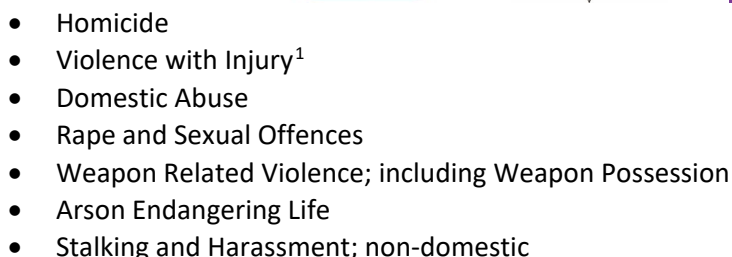 • Homicide
• Violence with Injury¹
• Domestic Abuse
• Rape and Sexual Offences
• Weapon Related Violence; including Weapon Possession
• Arson Endangering Life
• Stalking and Harassment; non-domestic